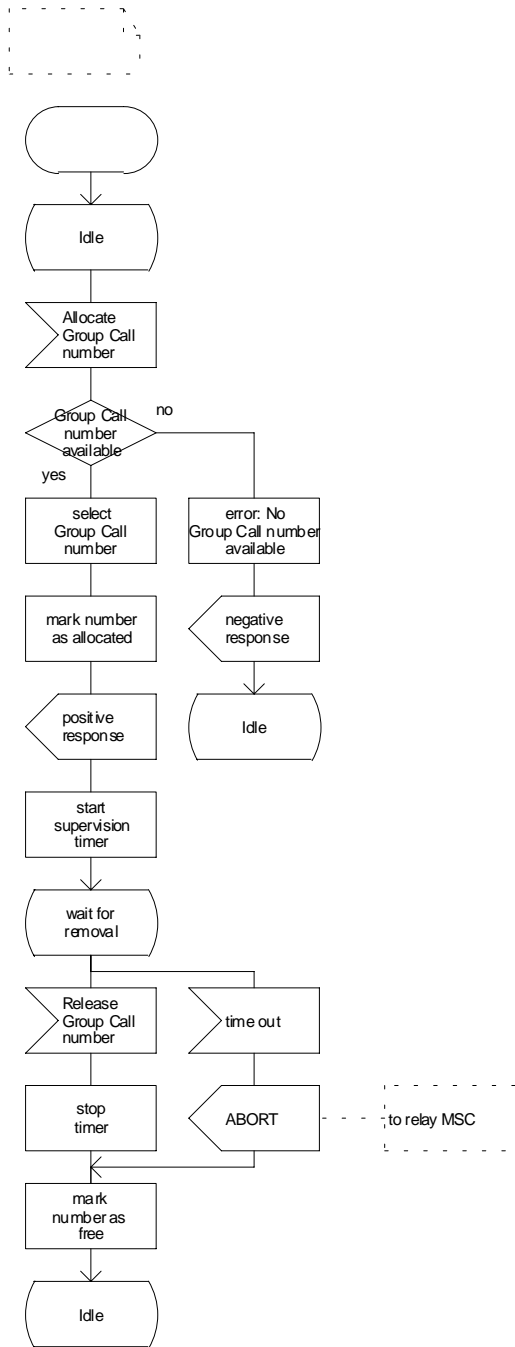 Idle
Allocate
Group Call
number
Group Call
number
available
no
yes
select
Group Call
number
error: No
Group Call number
available
mark number
as allocated
negative
response
positive
response
Idle
start
supervision
timer
wait for
removal
Release
Group Call
number
time out
stop
timer
ABORT
to relay MSC
mark
number as
free
Idle